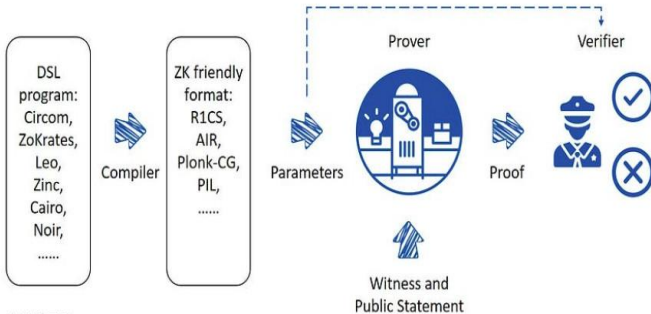 DSL
program:
Circom,
ZoKrates,
Leo,
Zinc,
Cairo,
Noir,
......
Compiler
ZK friendly
format:
R1CS,
AIR,
Plonk-CG,
PIL,
......
Parameters
Prover
Witness and
Public Statement
Proof
Verifier